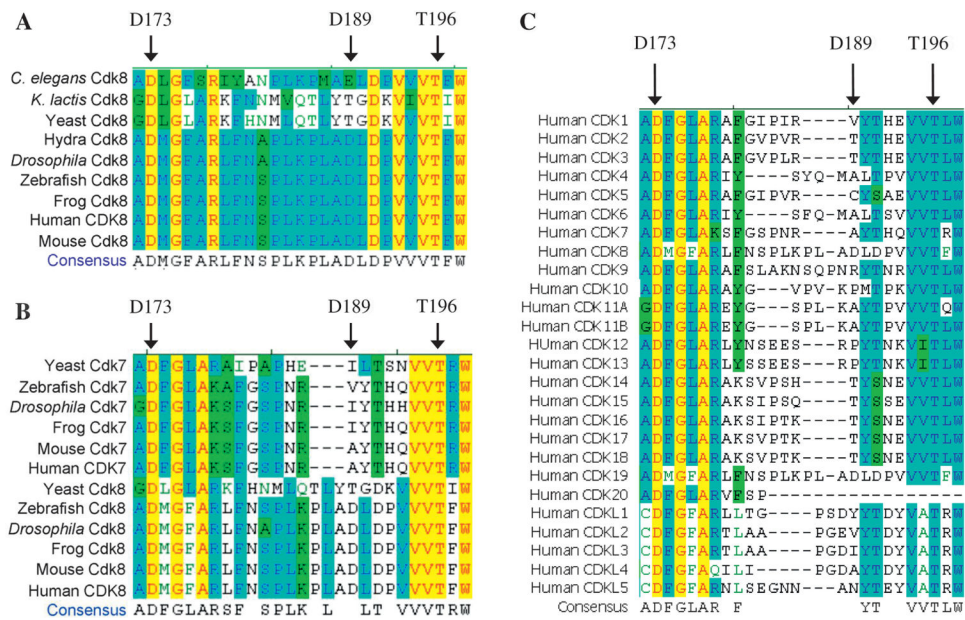 A
D173 D189 T196
C. elegans Cdk8 ADLGFSRIYANPLKPMAELDPVVVTFW
K. lactis Cdk8 GDLGLARKFNNMVQTLYTGDKVIVTIW
Yeast Cdk8 GDLGLARKFHNMLQTLYTGDKVVVTIW
Hydra Cdk8 ADMGFARLFNAPLKPLADLDPVVVTFW
Drosophila Cdk8 ADMGFARLFNAPLKPLADLDPVVVTFW
Zebrafish Cdk8 ADMGFARLFNSPLKPLADLDPVVVTFW
Frog Cdk8 ADMGFARLFNSPLKPLADLDPVVVTFW
Human CDK8 ADMGFARLFNSPLKPLADLDPVVVTFW
Mouse Cdk8 ADMGFARLFNSPLKPLADLDPVVVTFW
Consensus ADMGFARLFNSPLKPLADLDPVVVTFW
B
D173 D189 T196
Yeast Cdk7 ADFGLARAIPAPHE---ILTSNVVTRW
Zebrafish Cdk7 ADFGLAKAFGSPNR---VYTHQVVTRW
Drosophila Cdk7 GDFGLAKSFGSPNR---IYTHHVVTRW
Frog Cdk7 ADFGLAKSFGSPNR---AYTHQVVTRW
Mouse Cdk7 ADFGLAKSFGSPNR---AYTHQVVTRW
Human CDK7 ADFGLAKSFGSPNR---AYTHQVVTRW
Yeast Cdk8 GDLGLARKFHNMLQTLYTGDKVVVTIW
Zebrafish Cdk8 ADMGFARLFNSPLKPLADLDPVVVTFW
Drosophila Cdk8 ADMGFARLFNAPLKPLADLDPVVVTFW
Frog Cdk8 ADMGFARLFNSPLKPLADLDPVVVTFW
Mouse Cdk8 ADMGFARLFNSPLKPLADLDPVVVTFW
Human CDK8 ADMGFARLFNSPLKPLADLDPVVVTFW
Consensus ADFGLARSF SPLK L LT VVVTRW
C
D173 D189 T196
Human CDK1 ADFGLARAFGIPIR----VYTHEVVTLW
Human CDK2 ADFGLARAFGVPVR----TYTHEVVTLW
Human CDK3 ADFGLARAFGVPLR----TYTHEVVTLW
Human CDK4 ADFGLARIY----SYQ-MALTPVVVTLW
Human CDK5 ADFGLARAFGIPVR----CYSAEVVTLW
Human CDK6 ADFGLARIY----SFQ-MALTSVVVTLW
Human CDK7 ADFGLAKSFGSPNR----AYTHQVVTRW
Human CDK8 ADMGFARLFNSPLKPL-ADLDPVVVTFW
Human CDK9 ADFGLARAFSLAKNSQPNRYTNRVVTLW
Human CDK10 ADFGLARAYG---VPV-KPMTPKVVTLW
Human CDK11A GDFGLAREYG---SPL-KAYTPVVVTQW
Human CDK11B GDFGLAREYG---SPL-KAYTPVVVTLW
HUman CDK12 ADFGLARLYNSEES---RPYTNKVITLW
Human CDK13 ADFGLARLYSSEES---RPYTNKVITLW
Human CDK14 ADFGLARAKSVPSH----TYSNEVVTLW
Human CDK15 ADFGLARAKSIPSQ----TYSSEVVTLW
Human CDK16 ADFGLARAKSIPTK----TYSNEVVTLW
Human CDK17 ADFGLARAKSVPTK----TYSNEVVTLW
Human CDK18 ADFGLARAKSVPTK----TYSNEVVTLW
Human CDK19 ADMGFARLFNSPLKPL-ADLDPVVVTFW
Human CDK20 ADFGLARVFSP-----------------
Human CDKL1 CDFGFARLLTG----PSDYYTDYVATRW
Human CDKL2 CDFGFARTLAA----PGEVYTDYVATRW
Human CDKL3 CDFGFARTLAA----PGDIYTDYVATRW
Human CDKL4 CDFGFAQILI-----PGDAYTDYVATRW
Human CDKL5 CDFGFARLNSEGNN---ANYTEYVATRW
Consensus ADFGLAR F YT VVTLW